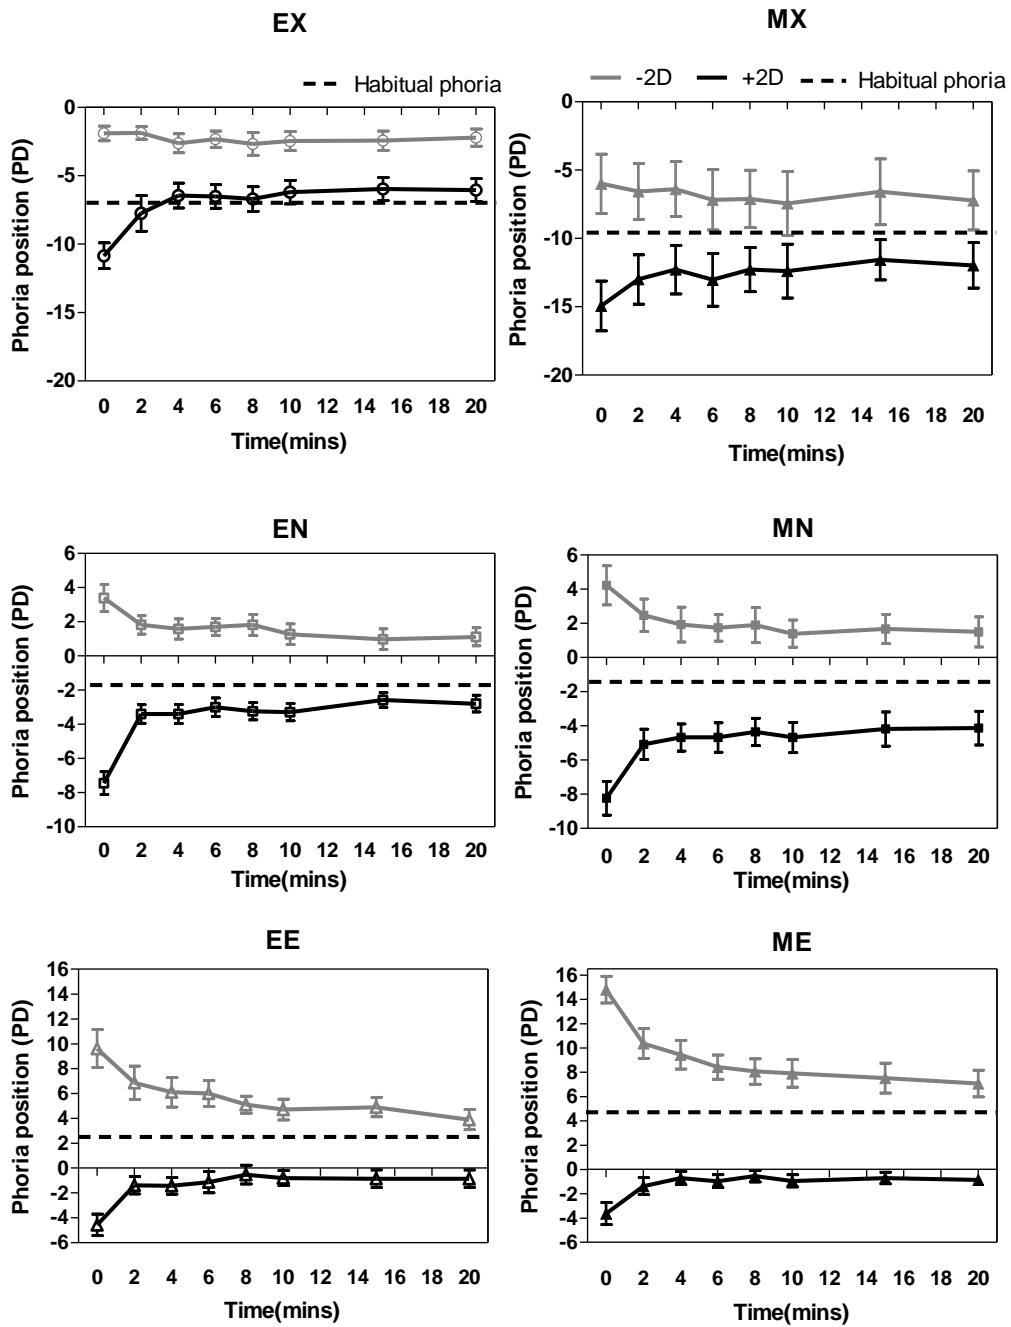 EX
MX
Habitual phoria
-2D +2D Habitual phoria
Phoria position (PD)
0
-5
-10
-15
-20
0 2 4 6 8 10 12 14 16 18 20
Time(mins)
Phoria position (PD)
0
-5
-10
-15
-20
0 2 4 6 8 10 12 14 16 18 20
Time(mins)
EN
Phoria position (PD)
6
4
2
0
-2
-4
-6
-8
-10
0 2 4 6 8 10 12 14 16 18 20
Time(mins)
MN
Phoria position (PD)
6
4
2
0
-2
-4
-6
-8
-10
0 2 4 6 8 10 12 14 16 18 20
Time(mins)
EE
Phoria position (PD)
16
14
12
10
8
6
4
2
0
-2
-4
-6
0 2 4 6 8 10 12 14 16 18 20
Time(mins)
ME
Phoria position (PD)
16
14
12
10
8
6
4
2
0
-2
-4
-6
0 2 4 6 8 10 12 14 16 18 20
Time(mins)